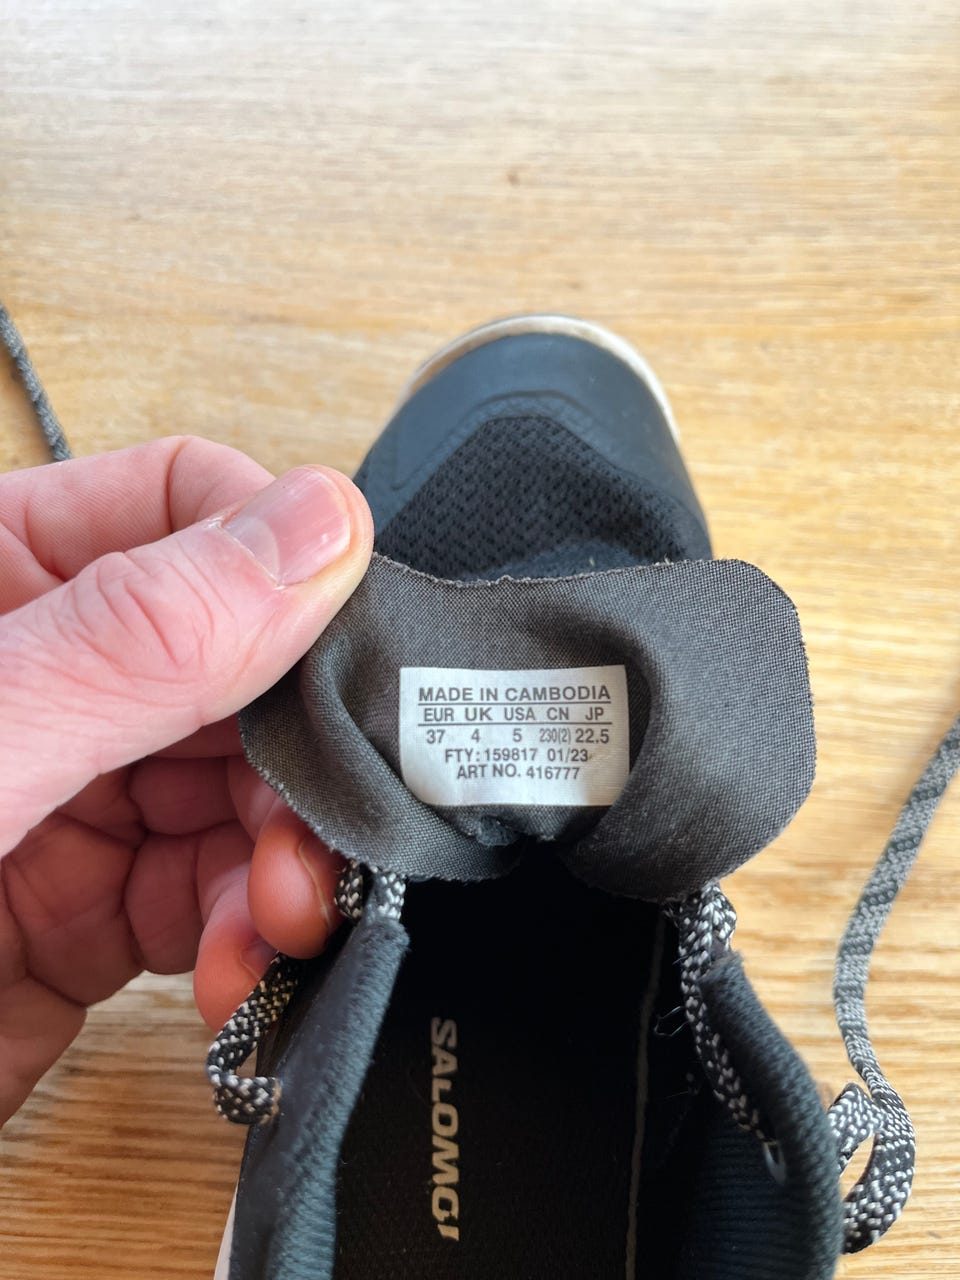 MADE IN CAMBODIA
EUR UK USA CN JP
37 4 5 230(2) 22.5
FTY: 159817 01/23
ART NO. 416777
SALOMON